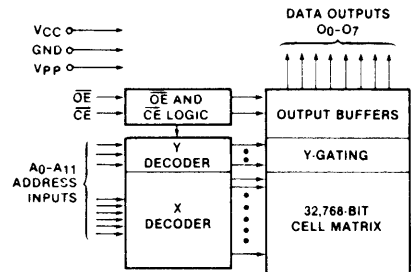 DATA OUTPUTS
O0-O7
VCC
GND
VPP
OE
CE
OE AND
CE LOGIC
OUTPUT BUFFERS
Y
DECODER
Y-GATING
A0-A11
ADDRESS
INPUTS
X
DECODER
32,768-BIT
CELL MATRIX